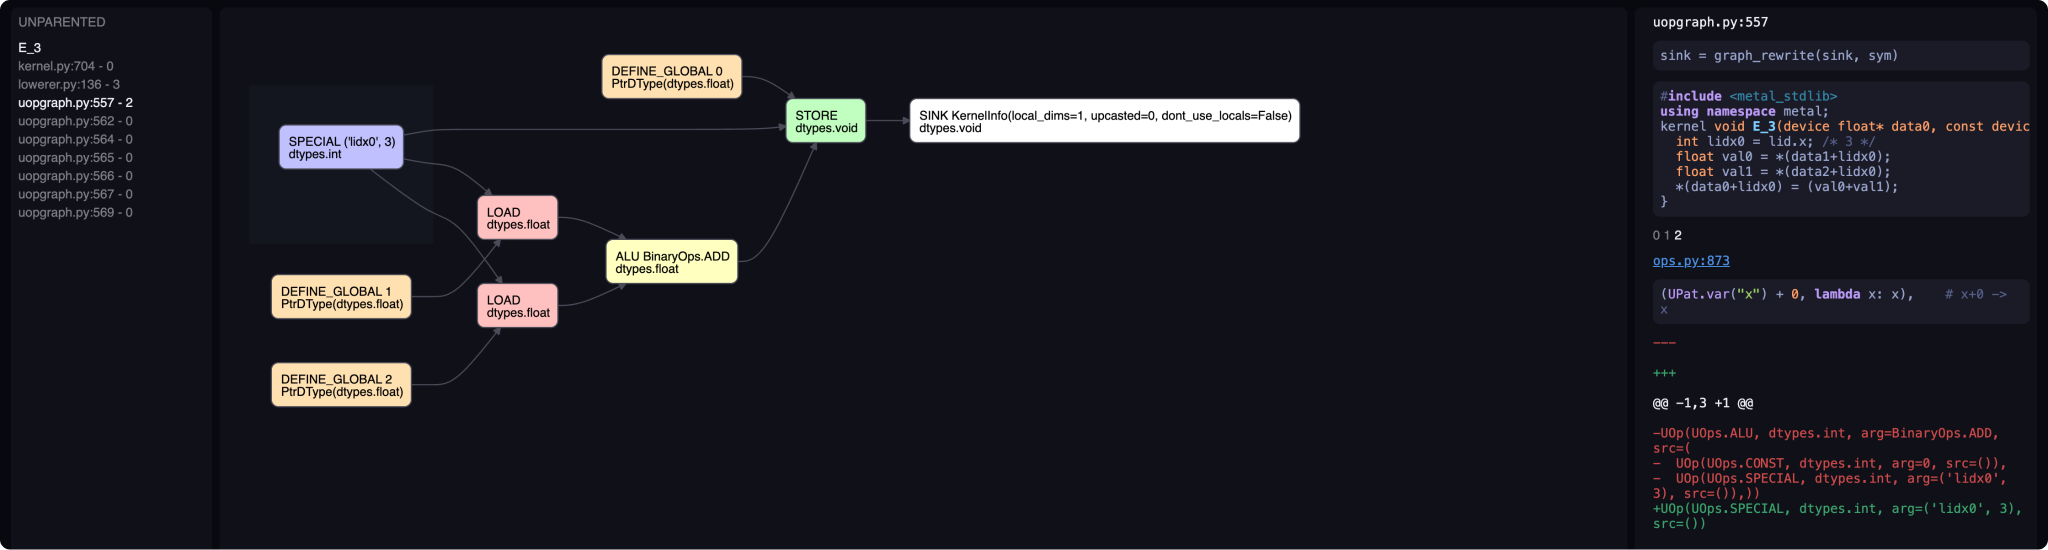 UNPARENTED
E_3
kernel.py:704 - 0
lowerer.py:136 - 3
uopgraph.py:557 - 2
uopgraph.py:562 - 0
uopgraph.py:564 - 0
uopgraph.py:565 - 0
uopgraph.py:566 - 0
uopgraph.py:567 - 0
uopgraph.py:569 - 0
DEFINE_GLOBAL 0
PtrDType(dtypes.float)
STORE
dtypes.void
SINK KernelInfo(local_dims=1, upcasted=0, dont_use_locals=False)
dtypes.void
SPECIAL ('lidx0', 3)
dtypes.int
LOAD
dtypes.float
ALU BinaryOps.ADD
dtypes.float
DEFINE_GLOBAL 1
PtrDType(dtypes.float)
LOAD
dtypes.float
DEFINE_GLOBAL 2
PtrDType(dtypes.float)
uopgraph.py:557
sink = graph_rewrite(sink, sym)
#include <metal_stdlib>
using namespace metal;
kernel void E_3(device float* data0, const devic
  int lidx0 = lid.x; /* 3 */
  float val0 = *(data1+lidx0);
  float val1 = *(data2+lidx0);
  *(data0+lidx0) = (val0+val1);
}
0 1 2
ops.py:873
(UPat.var("x") + 0, lambda x: x),    # x+0 ->
x
---
+++
@@ -1,3 +1 @@
-UOp(UOps.ALU, dtypes.int, arg=BinaryOps.ADD,
src=(
-  UOp(UOps.CONST, dtypes.int, arg=0, src=()),
-  UOp(UOps.SPECIAL, dtypes.int, arg=('lidx0',
3), src=()),))
+UOp(UOps.SPECIAL, dtypes.int, arg=('lidx0', 3),
src=())